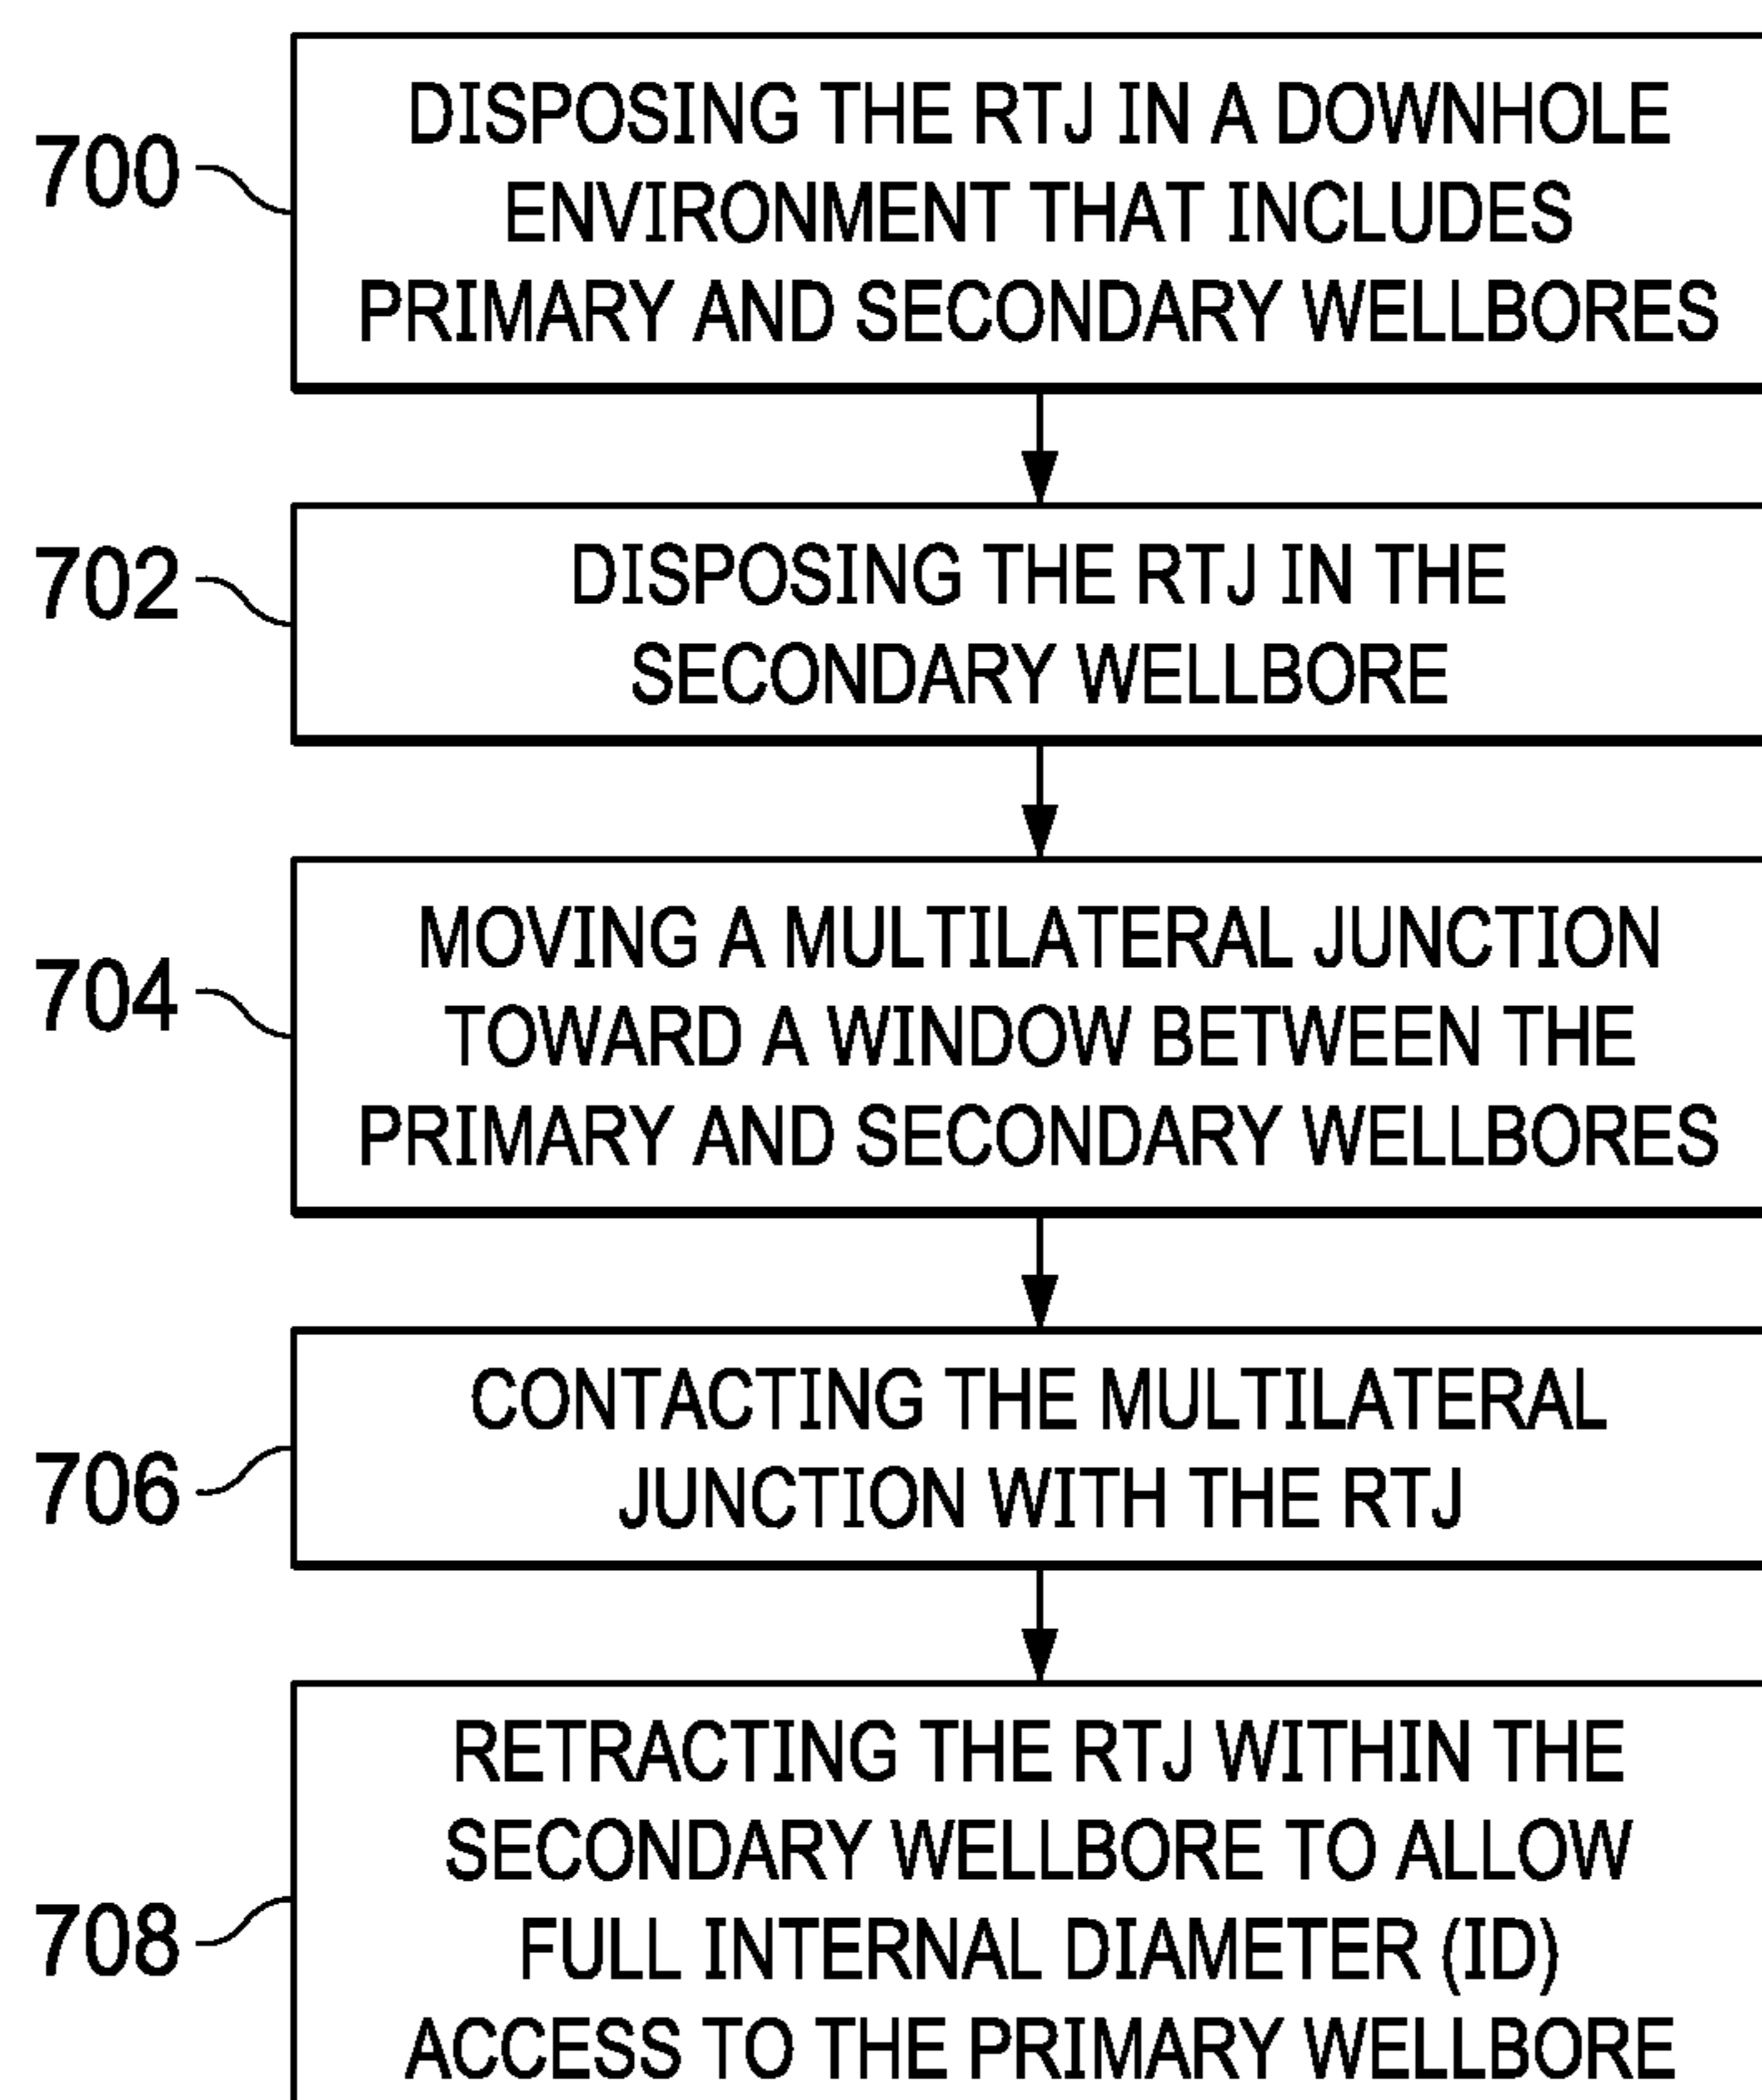 700
DISPOSING THE RTJ IN A DOWNHOLE
ENVIRONMENT THAT INCLUDES
PRIMARY AND SECONDARY WELLBORES
702
DISPOSING THE RTJ IN THE
SECONDARY WELLBORE
704
MOVING A MULTILATERAL JUNCTION
TOWARD A WINDOW BETWEEN THE
PRIMARY AND SECONDARY WELLBORES
706
CONTACTING THE MULTILATERAL
JUNCTION WITH THE RTJ
708
RETRACTING THE RTJ WITHIN THE
SECONDARY WELLBORE TO ALLOW
FULL INTERNAL DIAMETER (ID)
ACCESS TO THE PRIMARY WELLBORE